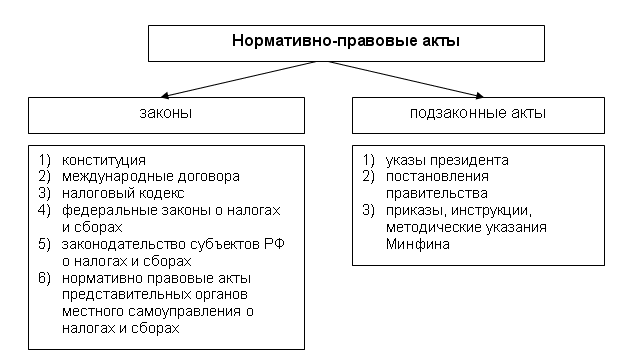 Нормативно-правовые акты
законы
подзаконные акты
1) конституция
2) международные договора
3) налоговый кодекс
4) федеральные законы о налогах
и сборах
5) законодательство субъектов РФ
о налогах и сборах
6) нормативно правовые акты
представительных органов
местного самоуправления о
налогах и сборах
1) указы президента
2) постановления
правительства
3) приказы, инструкции,
методические указания
Минфина